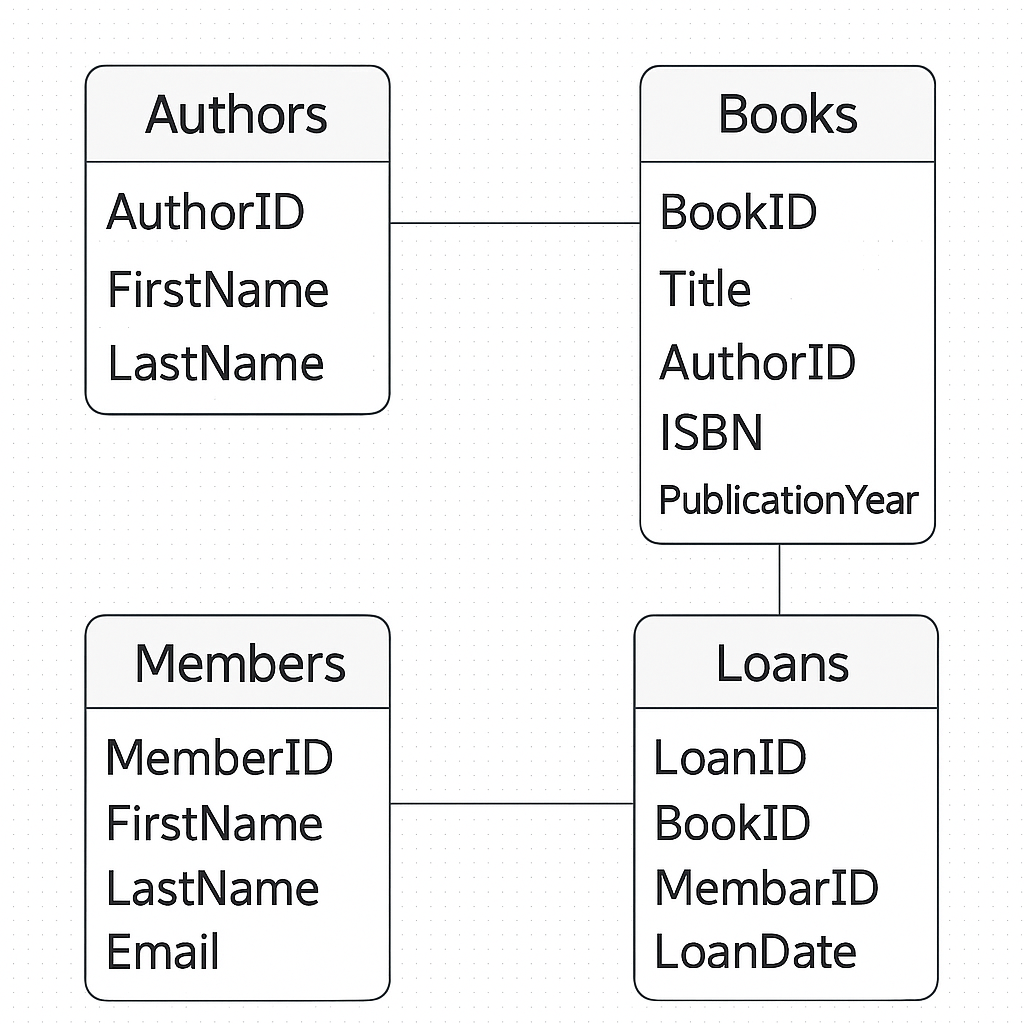 Authors
AuthorID
FirstName
LastName
Books
BookID
Title
AuthorID
ISBN
PublicationYear
Members
MemberID
FirstName
LastName
Email
Loans
LoanID
BookID
MembarID
LoanDate